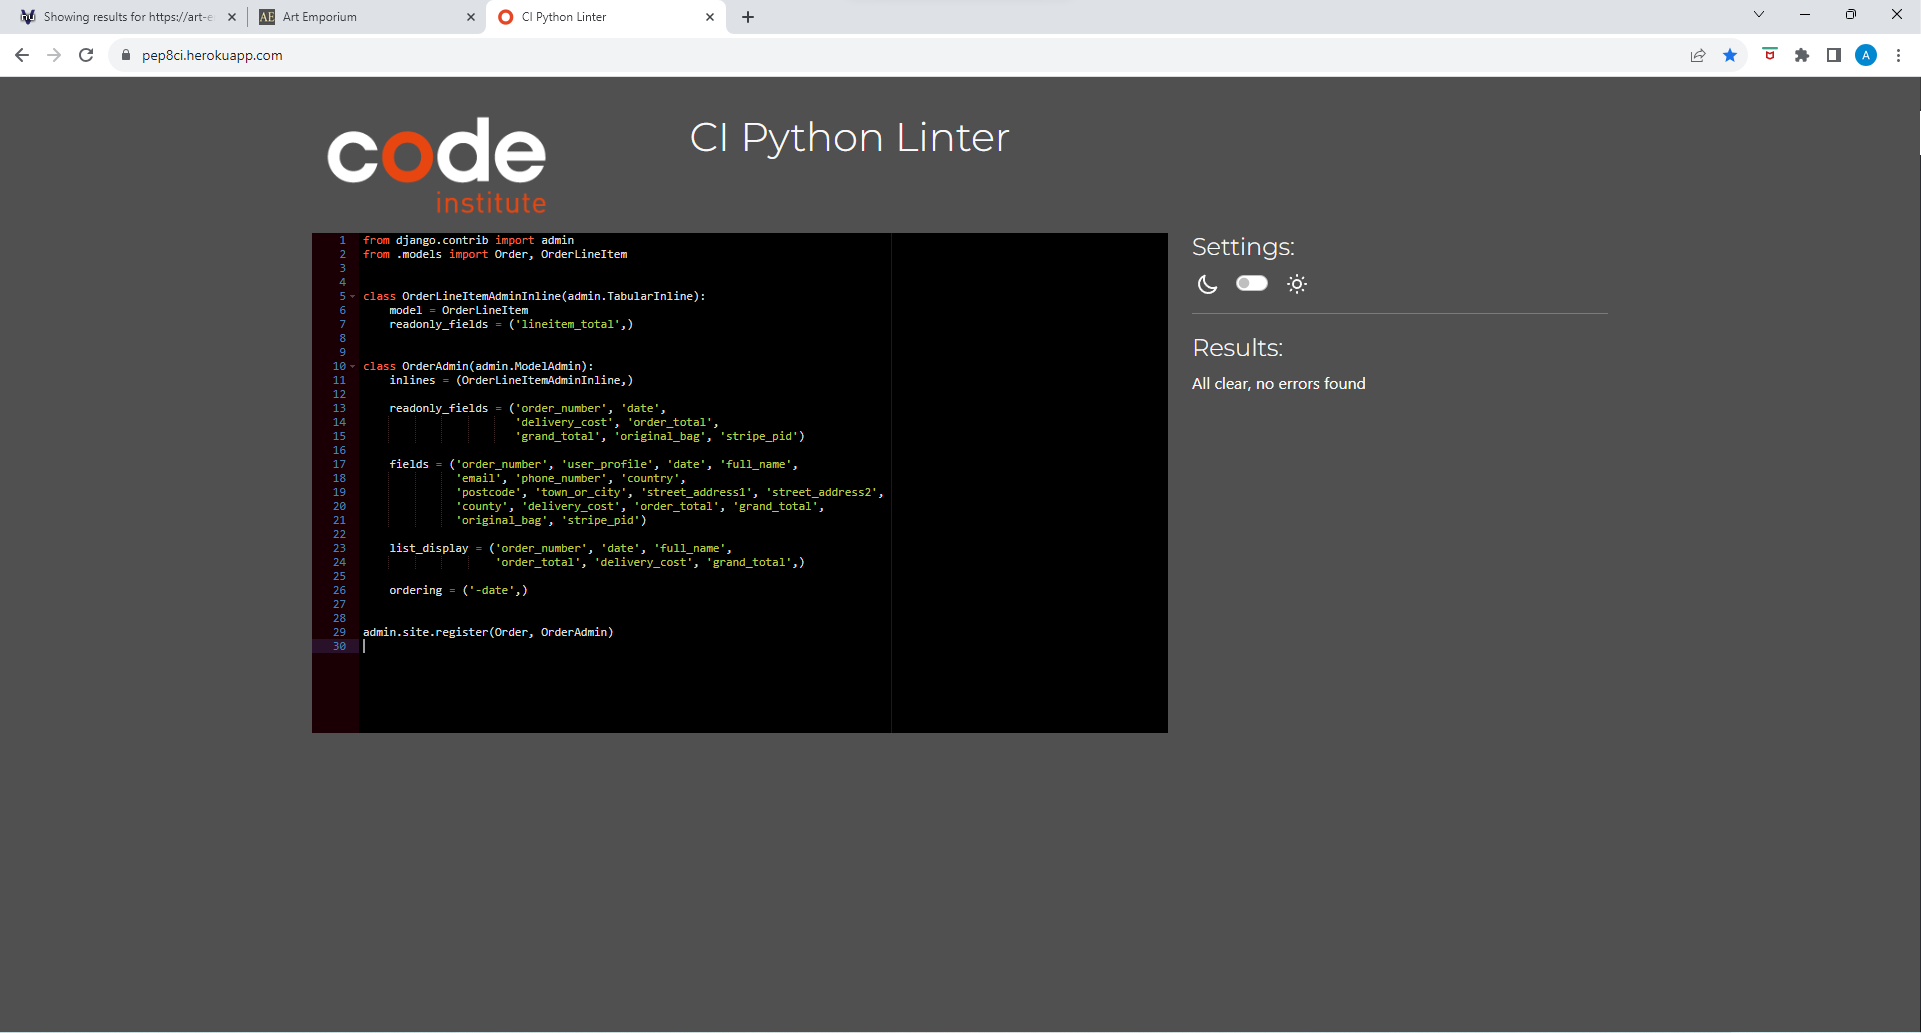 Showing results for https://art-e
AE Art Emporium
CI Python Linter
pep8ci.herokuapp.com
A
code
institute
CI Python Linter
1 from django.contrib import admin
2 from .models import Order, OrderLineItem
3
4
5 class OrderLineItemAdminInline(admin.TabularInline):
6     model = OrderLineItem
7     readonly_fields = ('lineitem_total',)
8
9
10 class OrderAdmin(admin.ModelAdmin):
11     inlines = (OrderLineItemAdminInline,)
12
13     readonly_fields = ('order_number', 'date',
14                        'delivery_cost', 'order_total',
15                        'grand_total', 'original_bag', 'stripe_pid')
16
17     fields = ('order_number', 'user_profile', 'date', 'full_name',
18               'email', 'phone_number', 'country',
19               'postcode', 'town_or_city', 'street_address1', 'street_address2',
20               'county', 'delivery_cost', 'order_total', 'grand_total',
21               'original_bag', 'stripe_pid')
22
23     list_display = ('order_number', 'date', 'full_name',
24                     'order_total', 'delivery_cost', 'grand_total',)
25
26     ordering = ('-date',)
27
28
29 admin.site.register(Order, OrderAdmin)
30
Settings:
Results:
All clear, no errors found